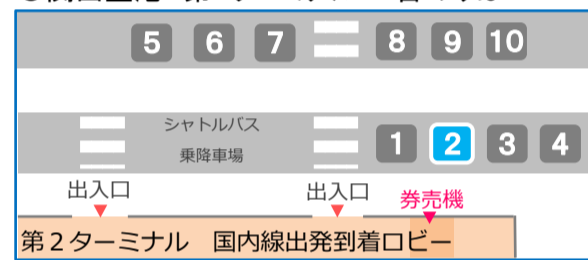 5 6 7 8 9 10
シャトルバス
乗降車場
1 2 3 4
出入口 出入口 券売機
第2ターミナル 国内線出発到着ロビー